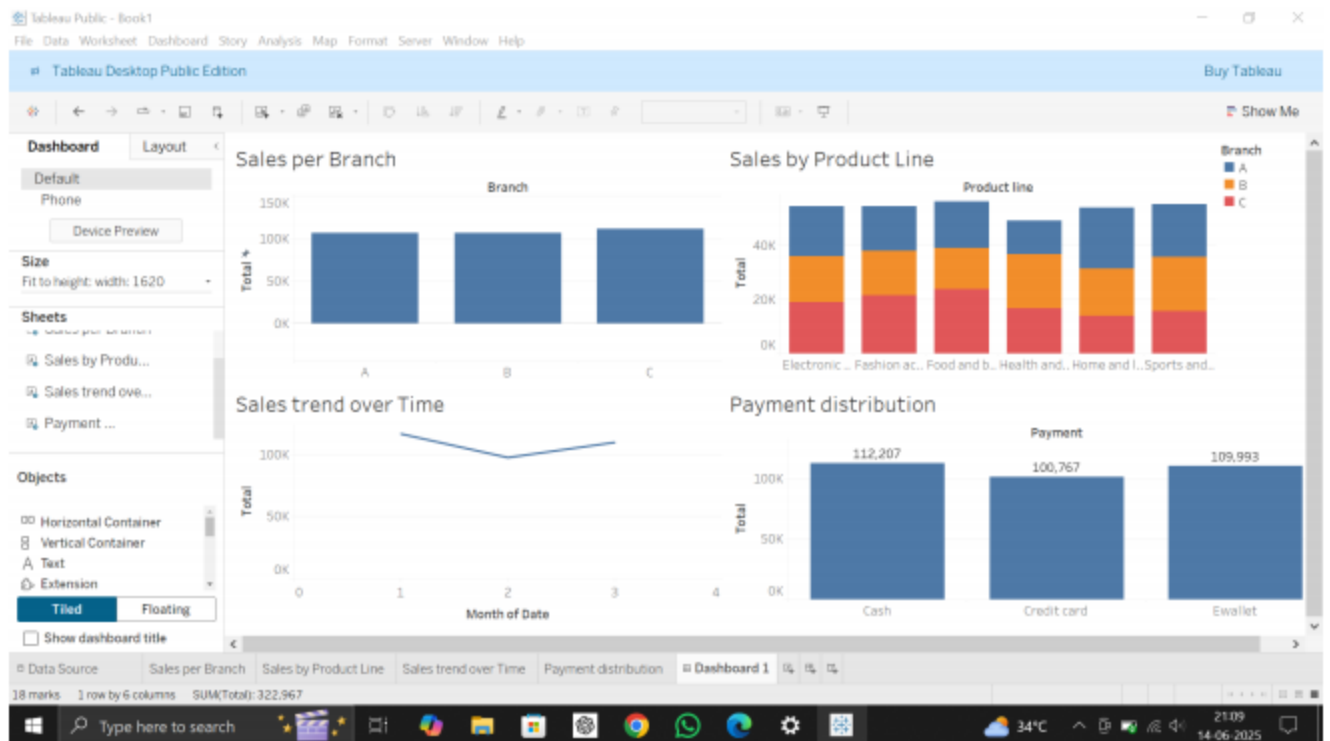 Tableau Public - Book1
File Data Worksheet Dashboard Story Analysis Map Format Server Window Help
Tableau Desktop Public Edition
Buy Tableau
Show Me
Dashboard
Layout
Default
Phone
Device Preview
Size
Fit to height: width: 1620
Sheets
Sales per Branch
Sales by Produ...
Sales trend ove...
Payment ...
Objects
Horizontal Container
Vertical Container
Text
Extension
Tiled
Floating
Show dashboard title
Sales per Branch
Branch
Total
150K
100K
50K
0K
A
B
C
Sales by Product Line
Product line
Total
40K
20K
0K
Electronic ..
Fashion ac..
Food and b..
Health and..
Home and l..
Sports and..
Branch
A
B
C
Sales trend over Time
Total
100K
50K
0K
0
1
2
3
4
Month of Date
Payment distribution
Payment
Total
100K
50K
0K
112,207
100,767
109,993
Cash
Credit card
Ewallet
Data Source
Sales per Branch
Sales by Product Line
Sales trend over Time
Payment distribution
Dashboard 1
18 marks 1 row by 6 columns SUM(Total): 322,967
Type here to search
34°C
21:09
14-06-2025